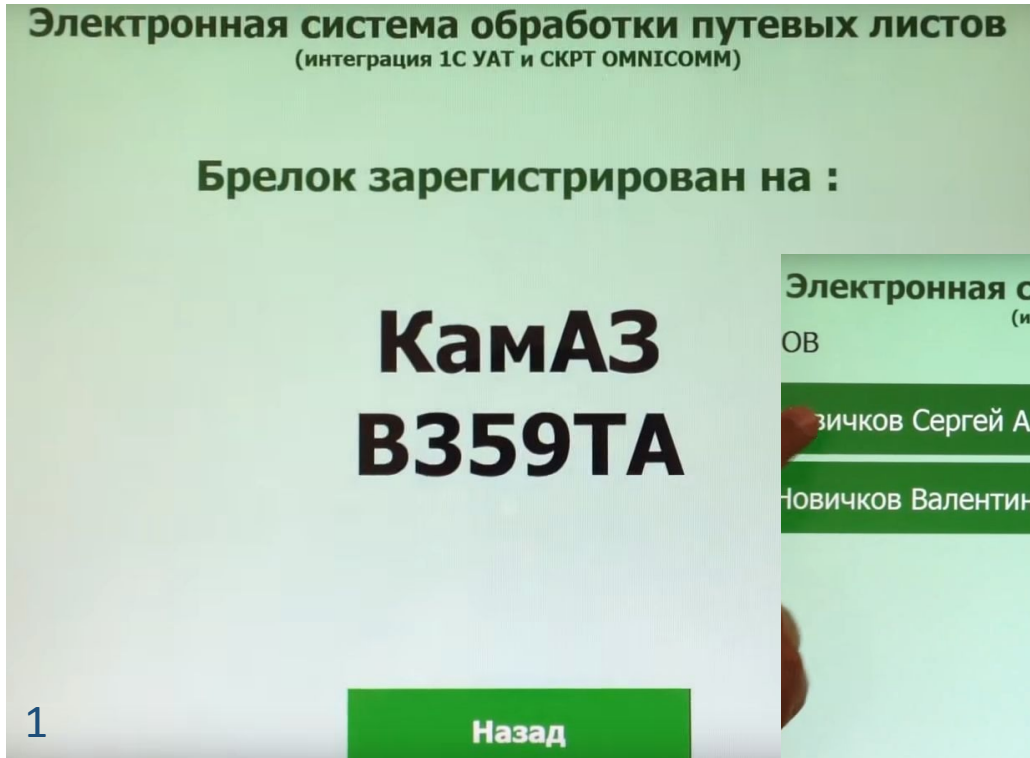 Электронная система обработки путевых листов
(интеграция 1С УАТ и СКРТ OMNICOMM)
Брелок зарегистрирован на :
КамАЗ
В359ТА
Назад
1
Электронная с
(и
ОВ
вичков Сергей А
Новичков Валентин